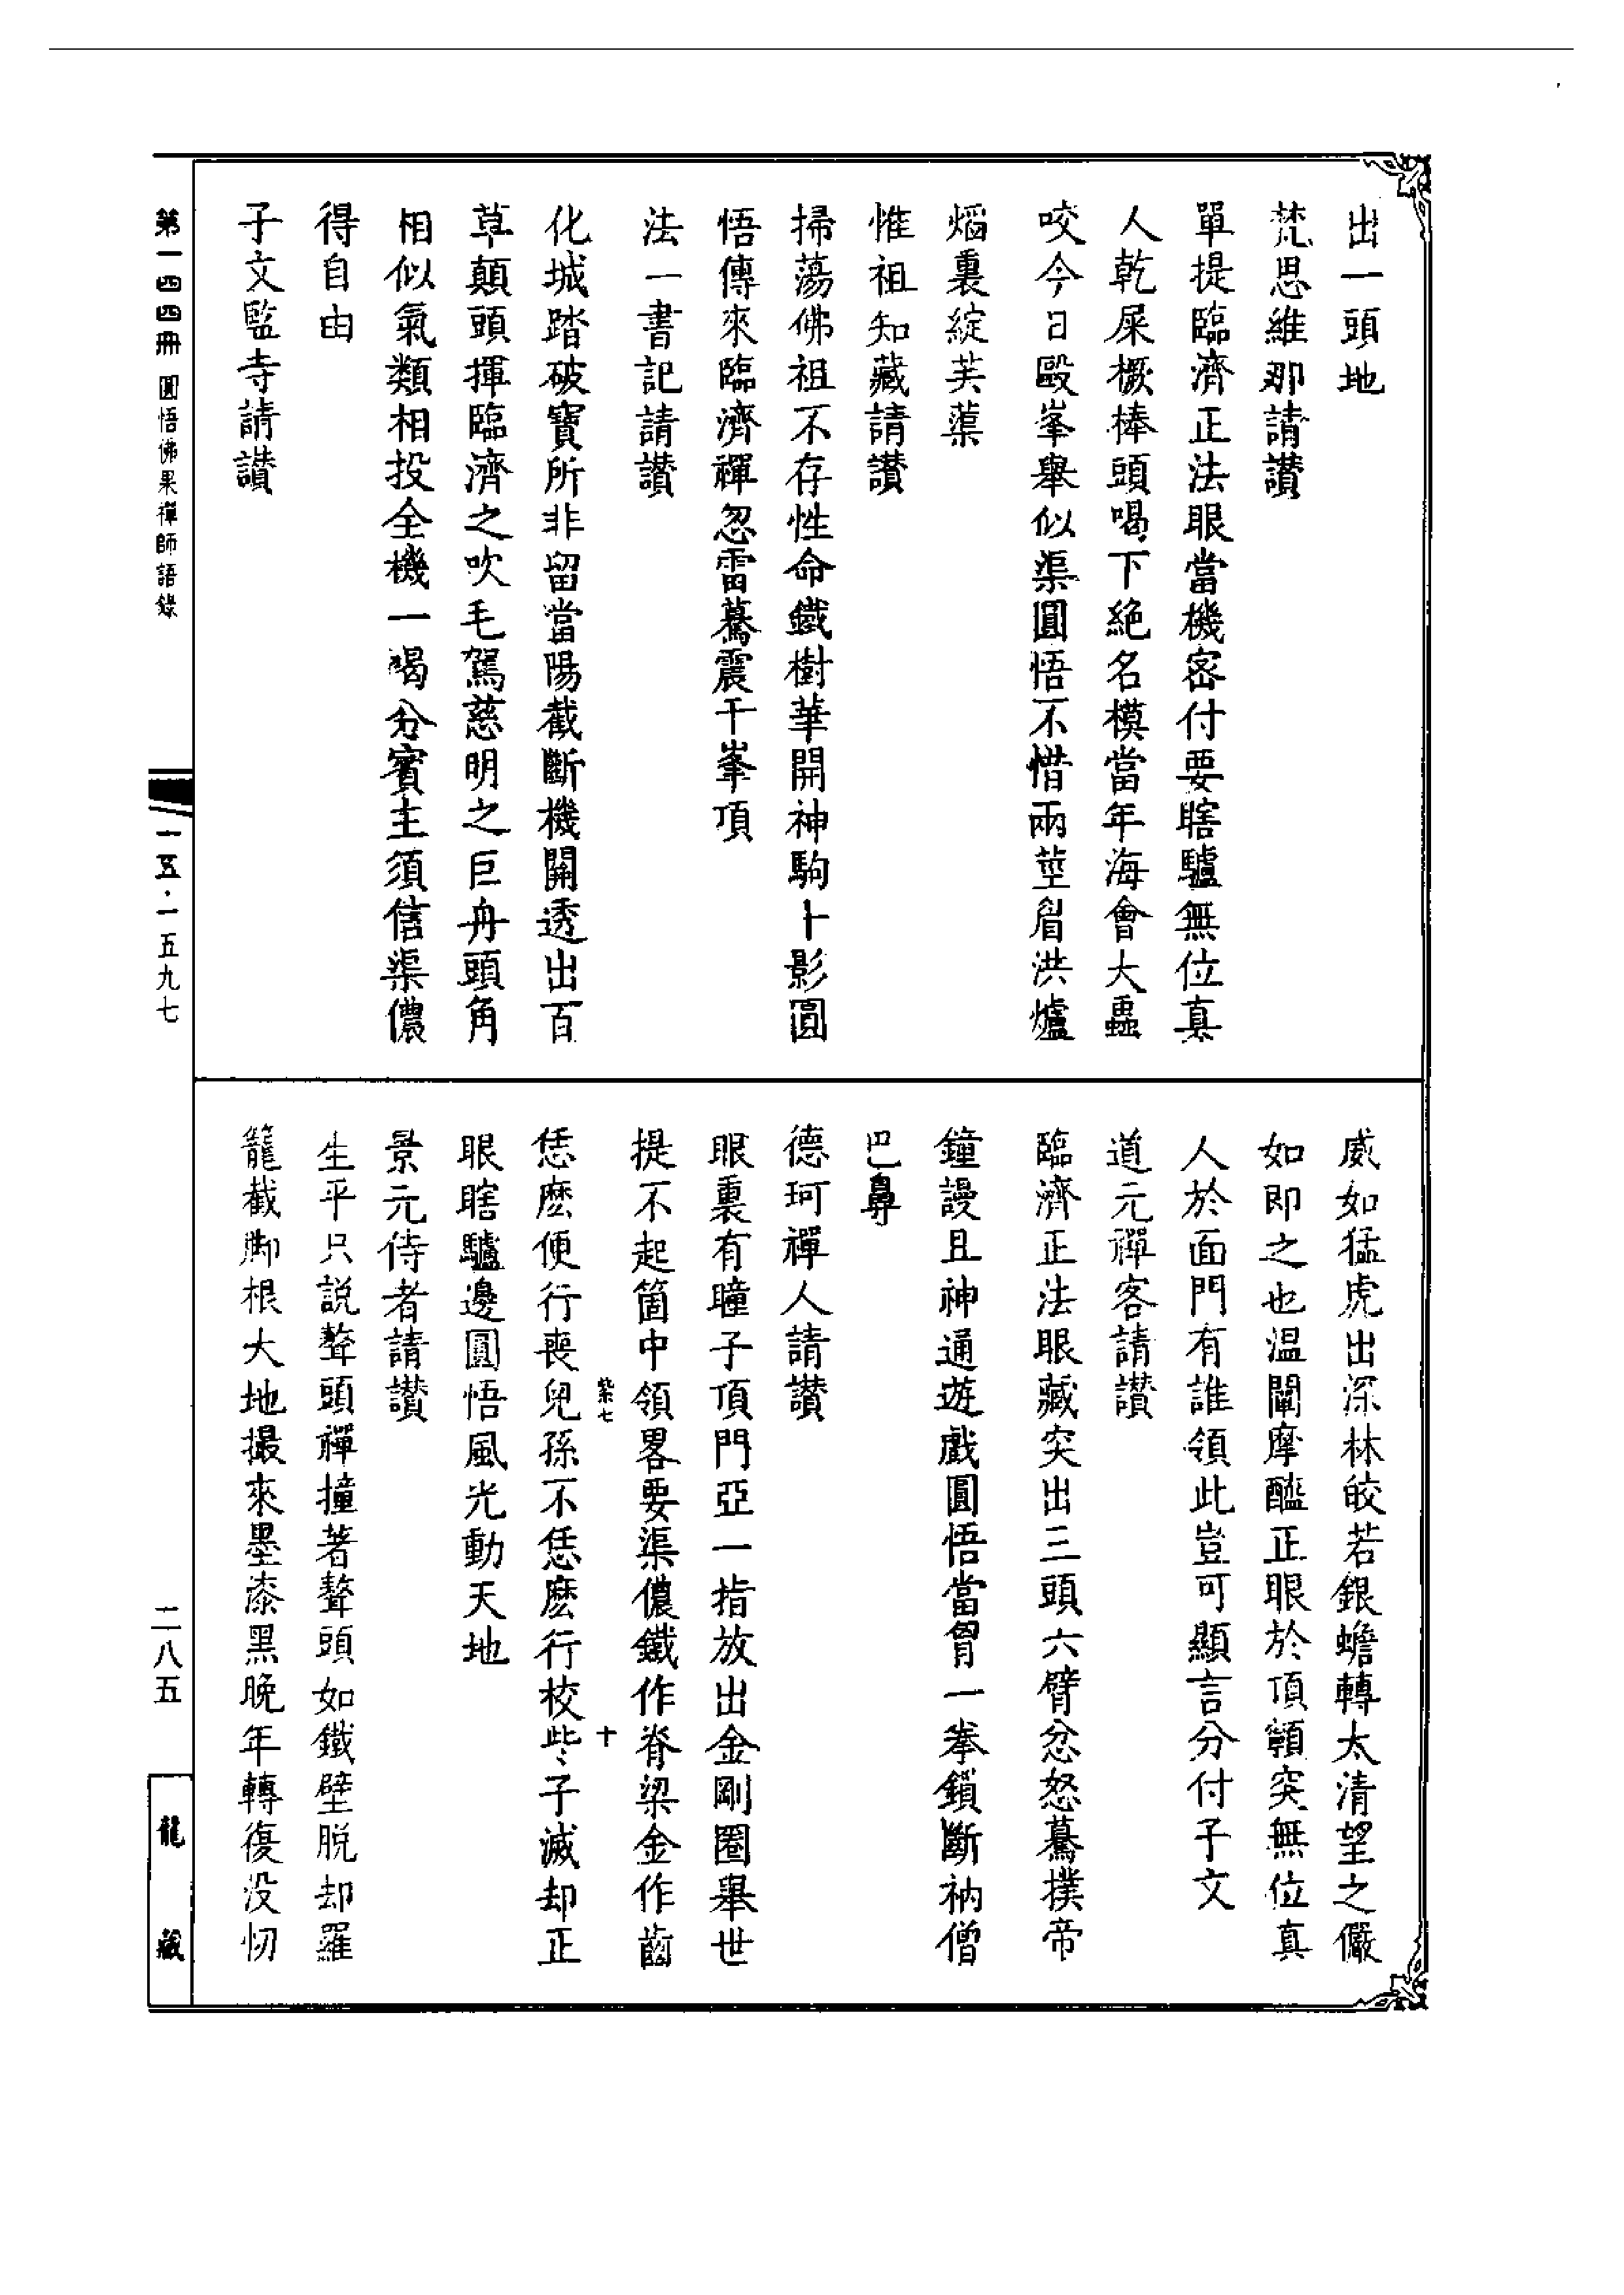 出一頭地
梵思維那請讚
單提臨濟正法眼當機密付要瞎驢無位真
人乾屎橛棒頭喝下絕名模當年海會大蟲
咬今日毆峯舉似渠圓悟不惜兩莖眉洪爐
燄裏綻芙蕖
惟祖知藏請讚
掃蕩佛祖不存性命鐵樹華開神駒十影圓
悟傳來臨濟禪忽雷驀震千峯頂
法一書記請讚
化城踏破寶所非留當陽截斷機關透出百
草顛頭揮臨濟之吹毛駕慈明之巨舟頭角
相似氣類相投全機一喝分賓主須信渠儂
得自由
子文監寺請讚
威如猛虎出深林皎若銀蟾轉太清望之儼
如即之也溫闡摩醯正眼於頂𩕳突無位真
人於面門有誰領此豈可顯言分付子文
道元禪客請讚
臨濟正法眼藏突出三頭六臂忿怒驀撲帝
鐘謾且神通遊戲圓悟當胷一拳鎖斷衲僧
巴鼻
德珂禪人請讚
眼裏有瞳子頂門亞一指放出金剛圈舉世
提不起箇中領畧要渠儂鐵作脊梁金作齒
恁麽便行喪兒孫不恁麽行校些子滅却正
紫七
十
眼瞎驢邊圓悟風光動天地
景元侍者請讚
生平只說聱頭禪撞著聱頭如鐵壁脫却羅
籠截脚根大地撮來墨漆黑晚年轉復沒忉
第一四四冊 圓悟佛果禪師語錄
一五·一五九七
二八五
龍藏